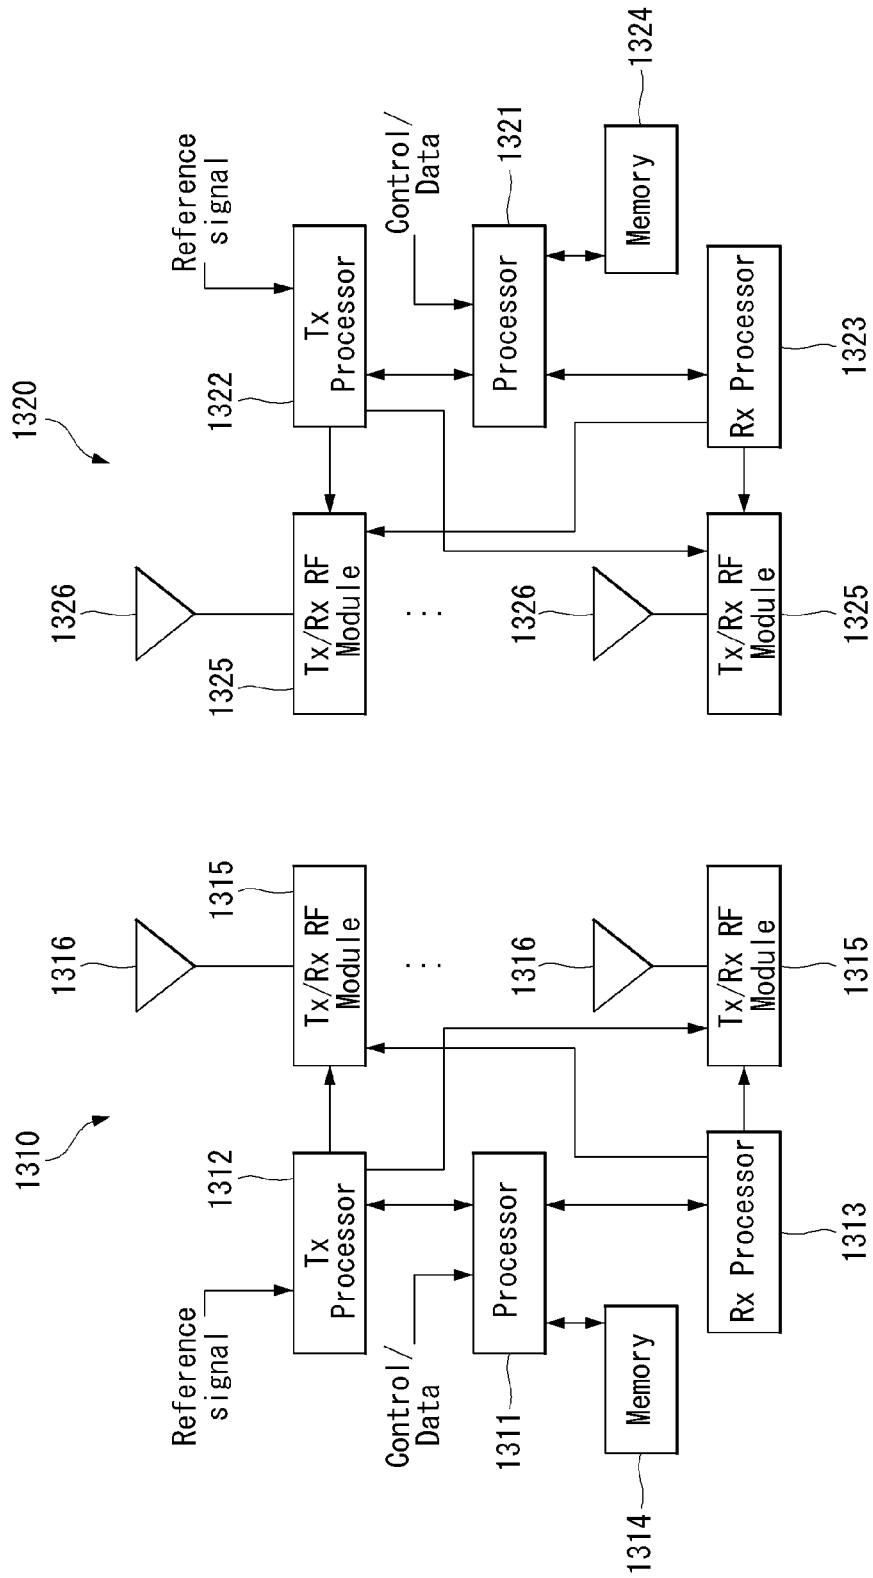 1310
1320
Reference
signal
1312
Tx
Processor
1316
1315
Tx/Rx RF
Module
Control/
Data
1311
Processor
1314
Memory
...
1316
1313
Rx Processor
Tx/Rx RF
Module
1315
1326
1325
Tx/Rx RF
Module
1322
Tx
Processor
Reference
signal
...
Control/
Data
1321
Processor
1324
Memory
1326
Tx/Rx RF
Module
1325
Rx Processor
1323